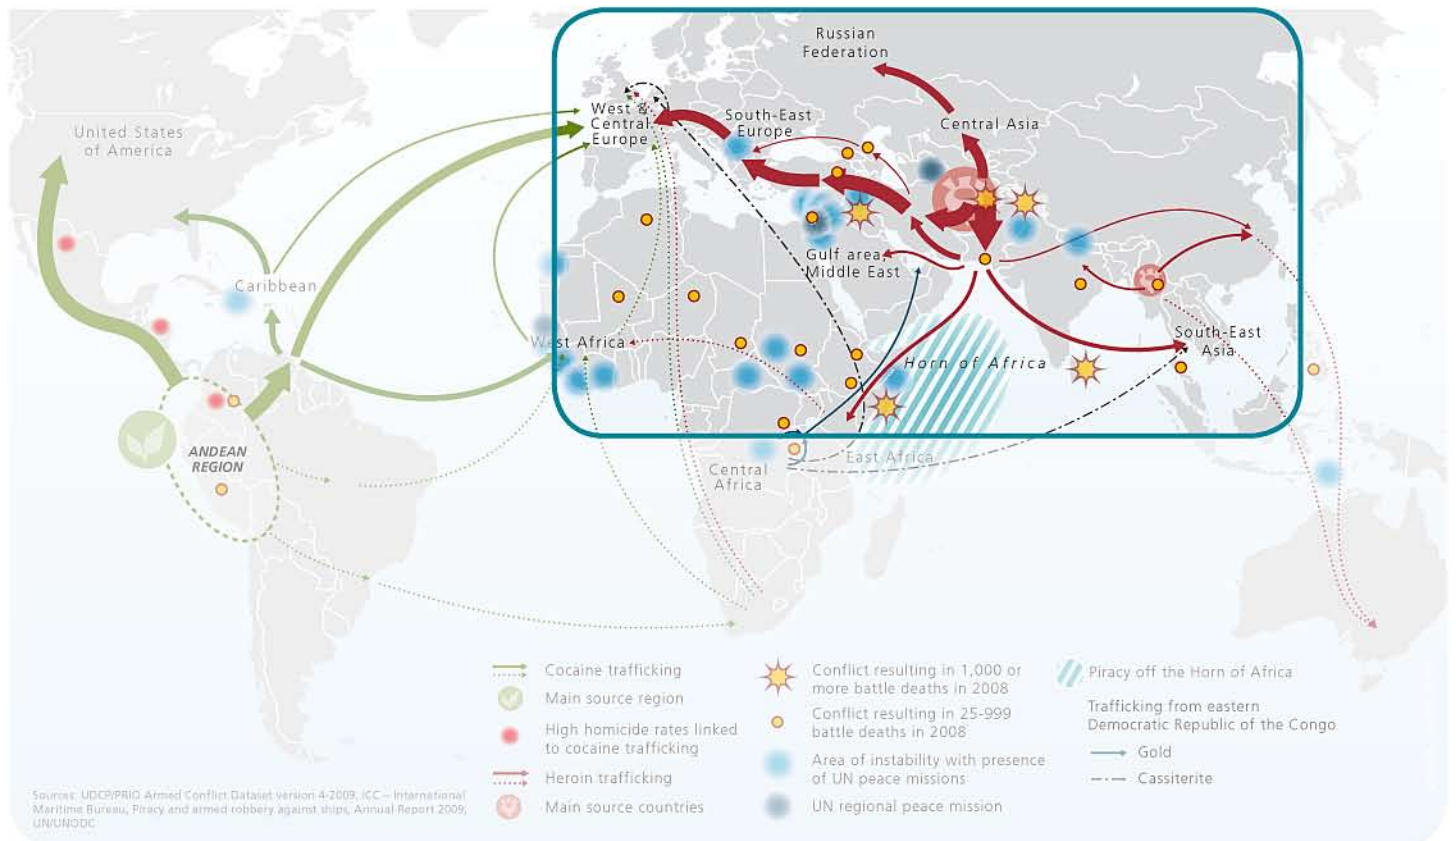 Russian
Federation
West &
Central
Europe
South-East
Europe
Central Asia
United States
of America
Gulf area,
Middle East
Caribbean
West Africa
South-East
Asia
Horn of Africa
ANDEAN
REGION
Central
Africa
East Africa
Cocaine trafficking
Main source region
High homicide rates linked
to cocaine trafficking
Heroin trafficking
Main source countries
Conflict resulting in 1,000 or
more battle deaths in 2008
Conflict resulting in 25-999
battle deaths in 2008
Area of instability with presence
of UN peace missions
UN regional peace mission
Piracy off the Horn of Africa
Trafficking from eastern
Democratic Republic of the Congo
Gold
Cassiterite
Sources: UDCP/PRIO Armed Conflict Dataset version 4-2009, ICC – International
Maritime Bureau, Piracy and armed robbery against ships, Annual Report 2009,
UN/UNODC